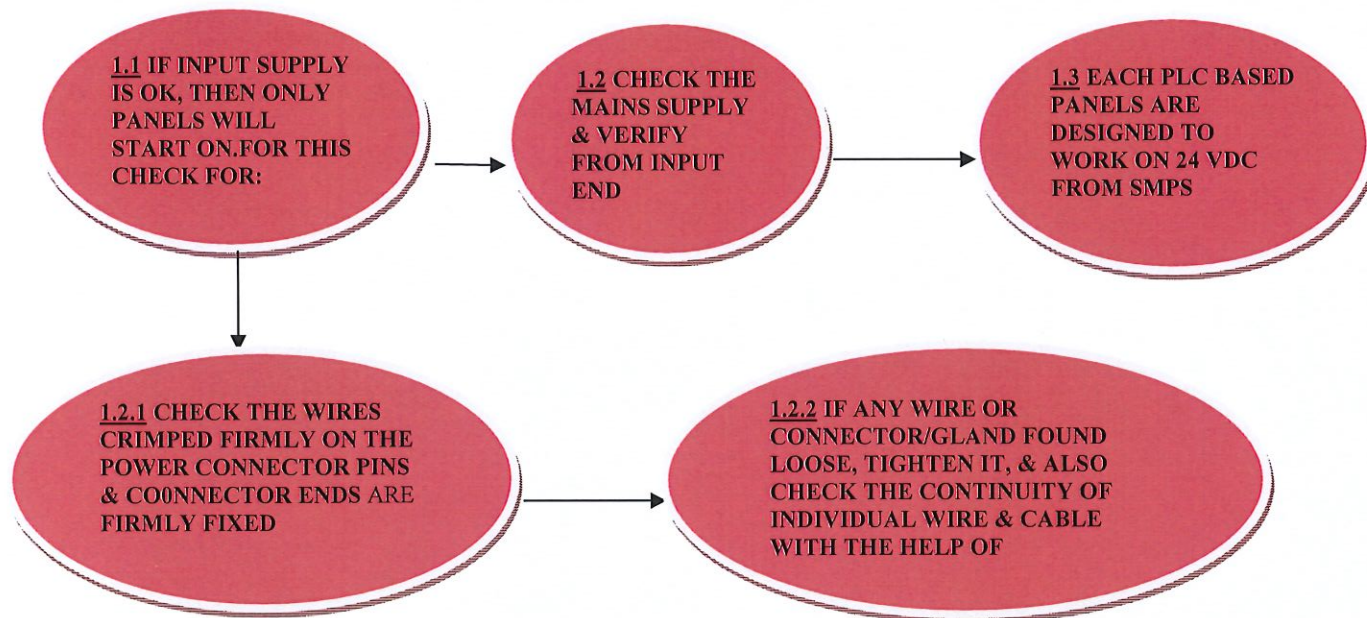 1.1 IF INPUT SUPPLY
IS OK, THEN ONLY
PANELS WILL
START ON.FOR THIS
CHECK FOR:
1.2 CHECK THE
MAINS SUPPLY
& VERIFY
FROM INPUT
END
1.3 EACH PLC BASED
PANELS ARE
DESIGNED TO
WORK ON 24 VDC
FROM SMPS
1.2.1 CHECK THE WIRES
CRIMPED FIRMLY ON THE
POWER CONNECTOR PINS
& CO0NNECTOR ENDS ARE
FIRMLY FIXED
1.2.2 IF ANY WIRE OR
CONNECTOR/GLAND FOUND
LOOSE, TIGHTEN IT, & ALSO
CHECK THE CONTINUITY OF
INDIVIDUAL WIRE & CABLE
WITH THE HELP OF